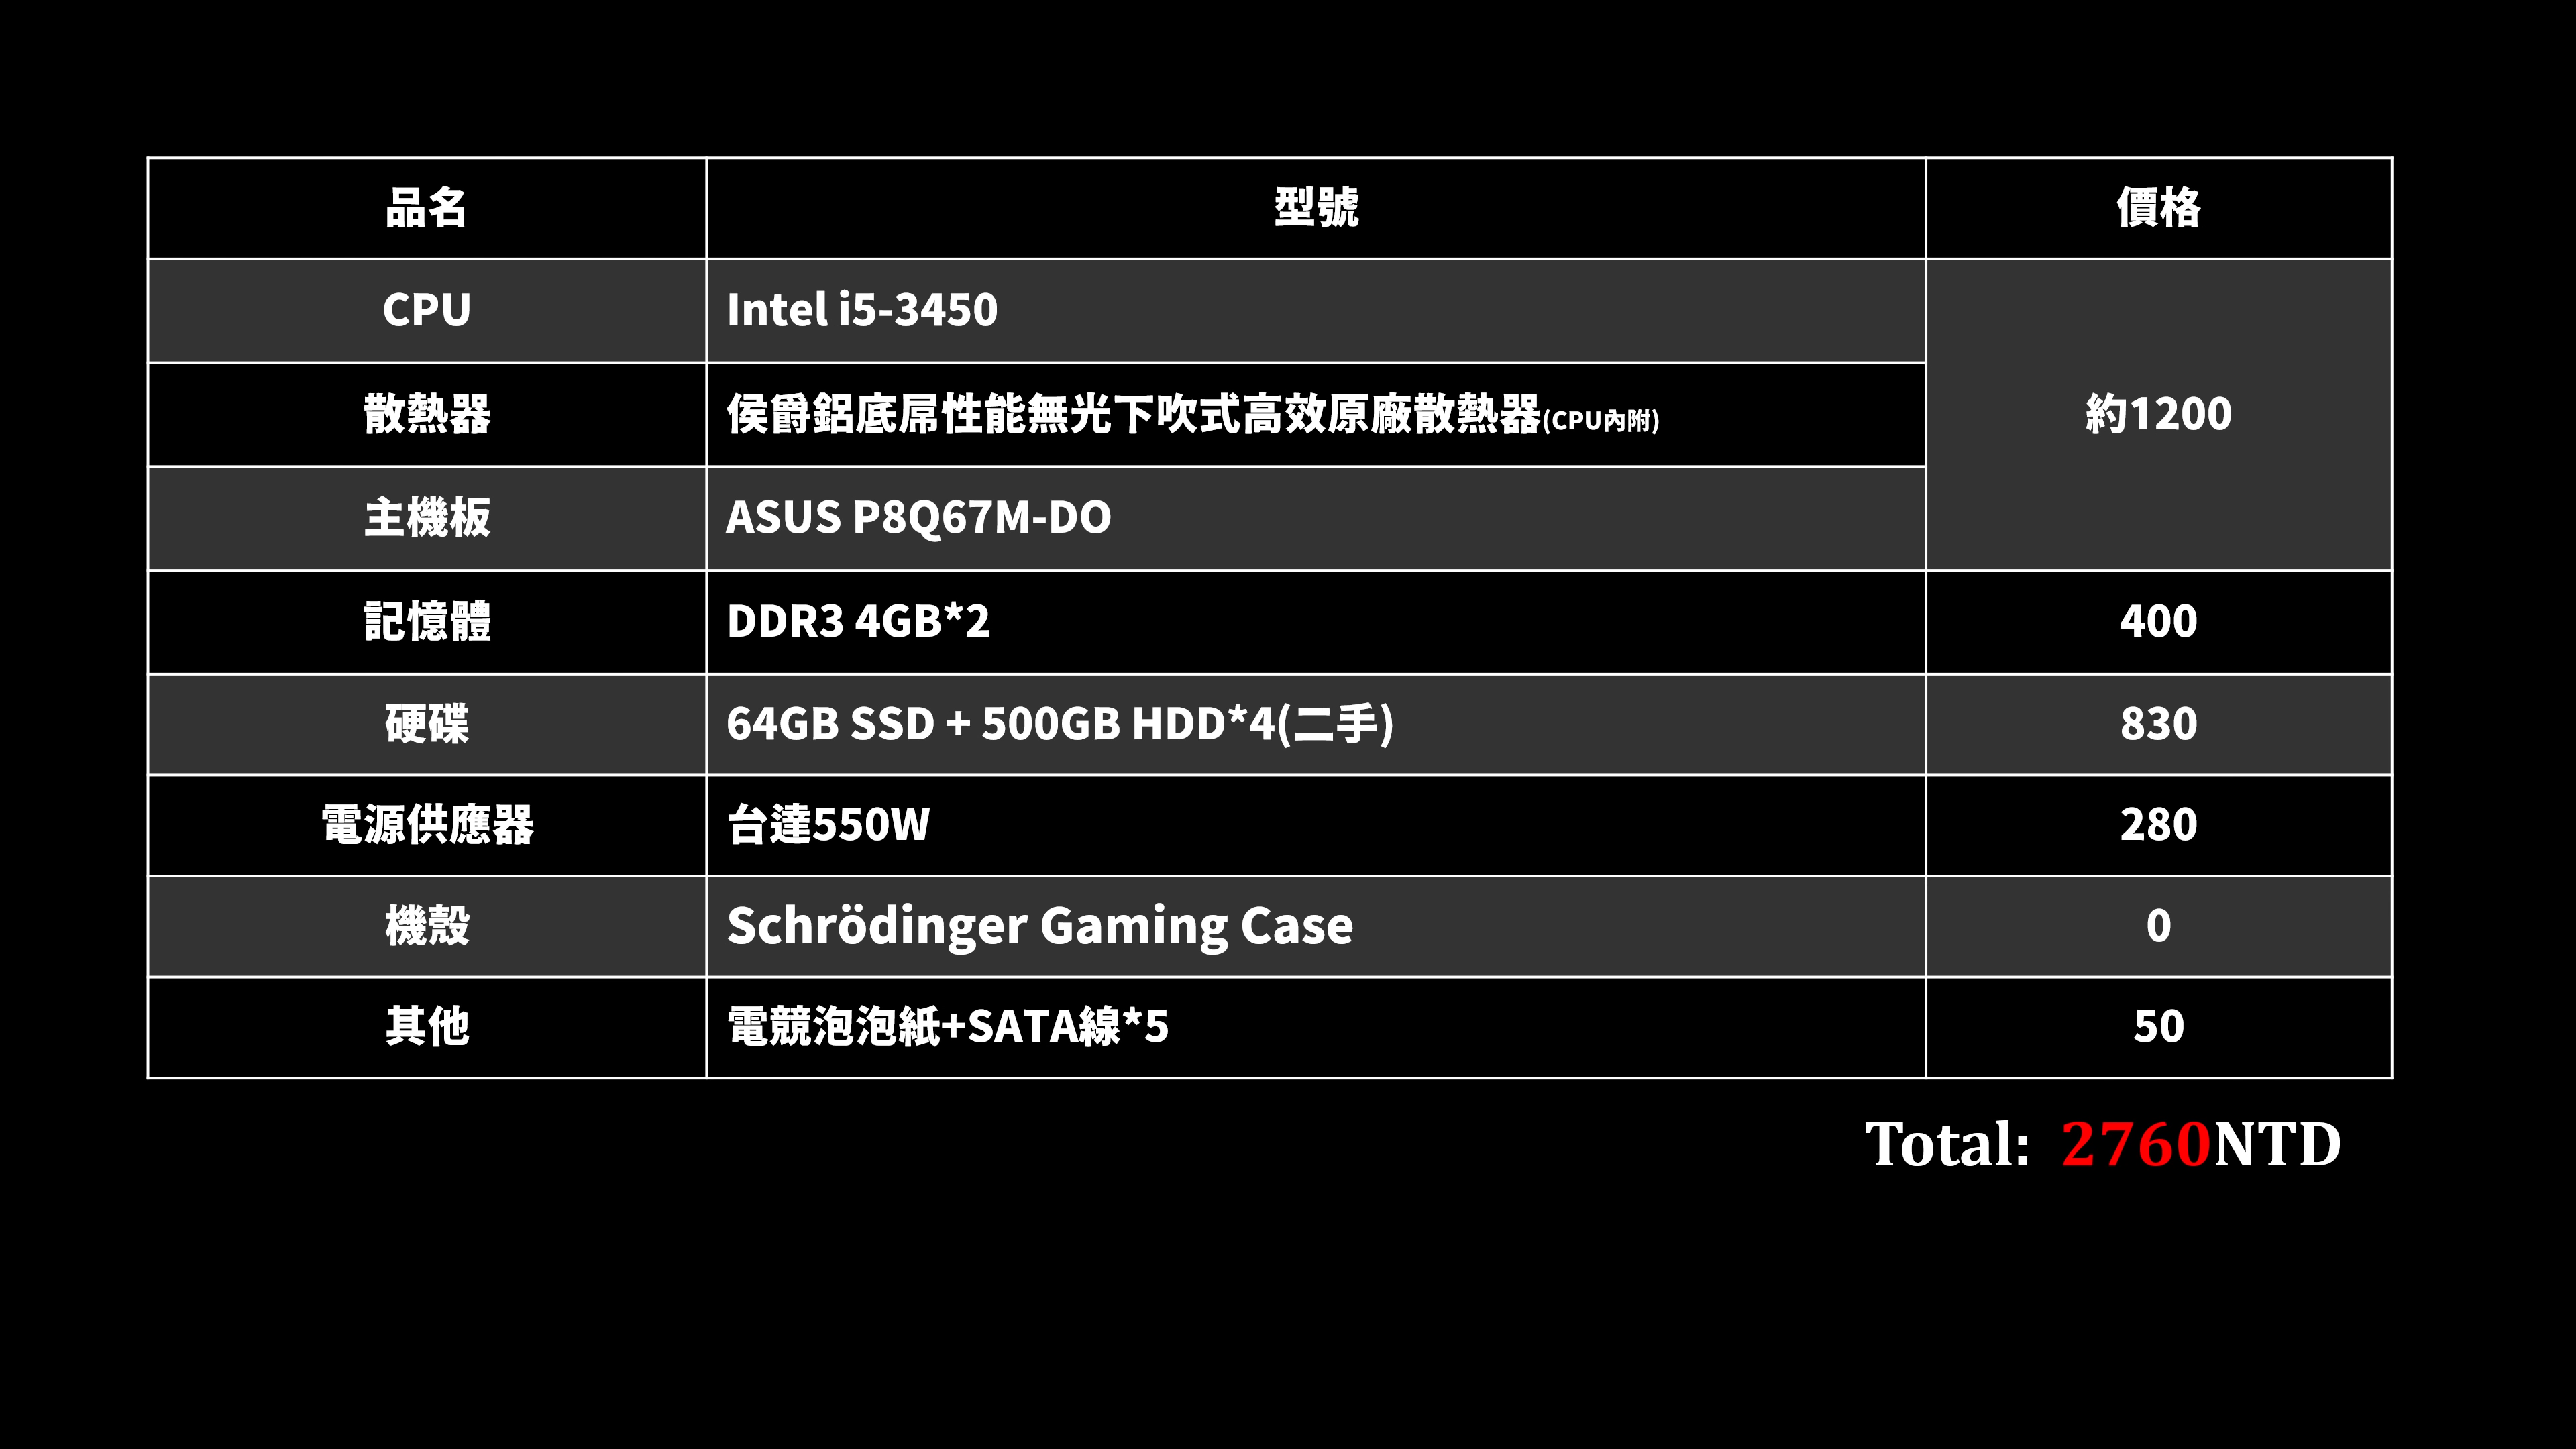 品名 型號 價格
CPU Intel i5-3450
散熱器 侯爵鋁底屌性能無光下吹式高效原廠散熱器(CPU內附) 約1200
主機板 ASUS P8Q67M-DO
記憶體 DDR3 4GB*2 400
硬碟 64GB SSD + 500GB HDD*4(二手) 830
電源供應器 台達550W 280
機殼 Schrödinger Gaming Case 0
其他 電競泡泡紙+SATA線*5 50
Total: 2760NTD